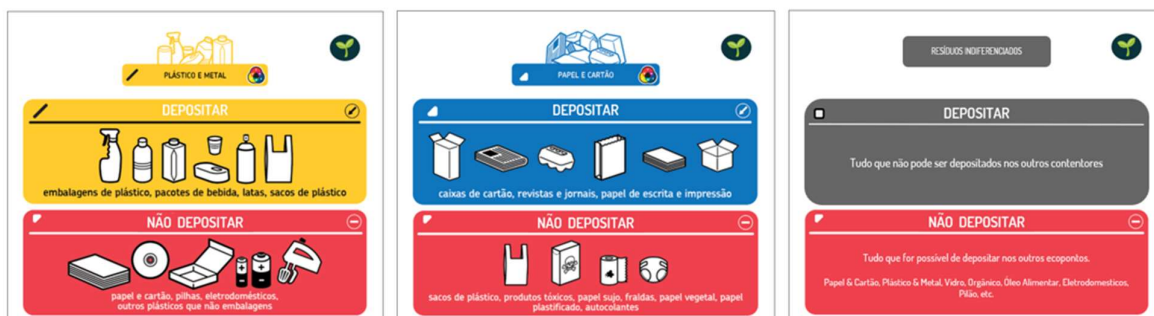 PLÁSTICO E METAL
DEPOSITAR
embalagens de plástico, pacotes de bebida, latas, sacos de plástico
NÃO DEPOSITAR
papel e cartão, pilhas, eletrodomésticos,
outros plásticos que não embalagens
PAPEL E CARTÃO
DEPOSITAR
caixas de cartão, revistas e jornais, papel de escrita e impressão
NÃO DEPOSITAR
sacos de plástico, produtos tóxicos, papel sujo, fraldas, papel vegetal, papel
plastificado, autocolantes
RESÍDUOS INDIFERENCIADOS
DEPOSITAR
Tudo que não pode ser depositados nos outros contentores
NÃO DEPOSITAR
Tudo que for possivel de depositar nos outros ecopontos.
Papel & Cartão, Plástico & Metal, Vidro, Orgânico, Óleo Alimentar, Eletrodomesticos,
Pilão, etc.